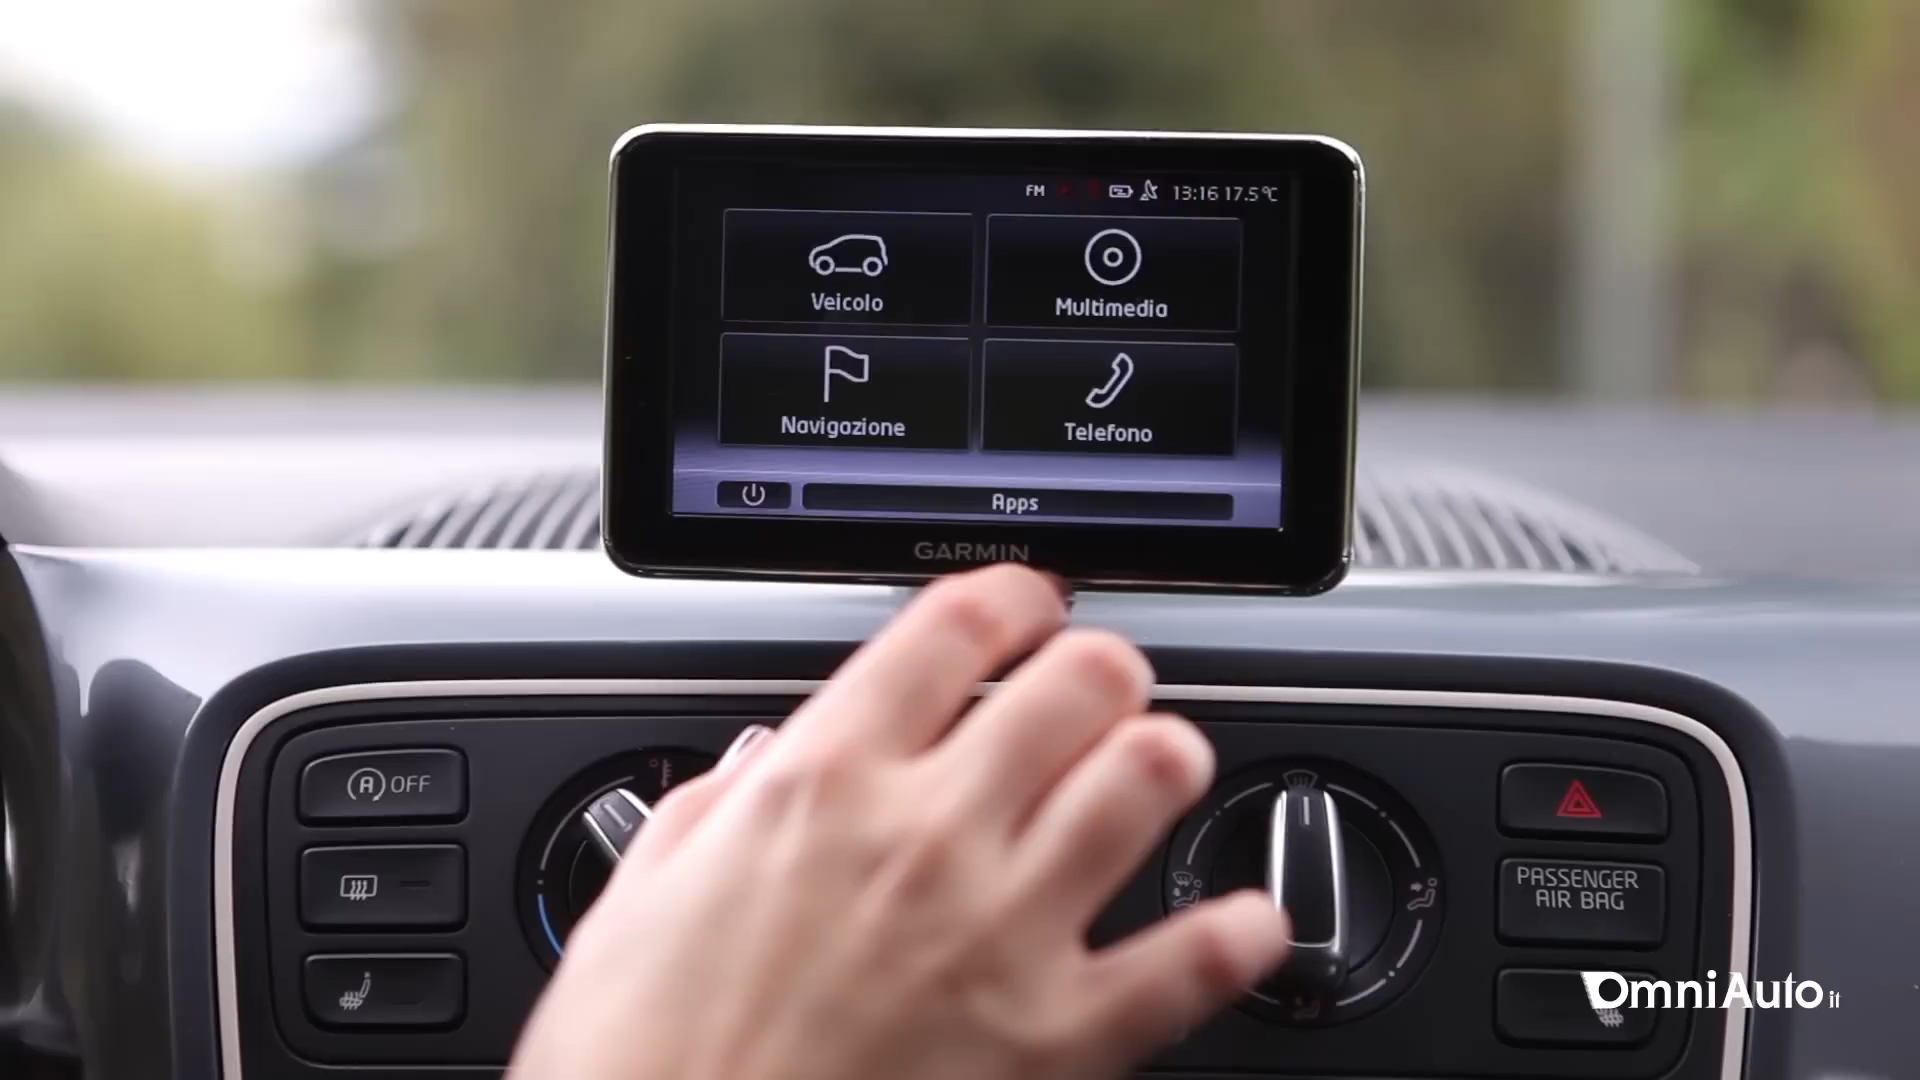 FM 13:16 17.5°C
Veicolo
Multimedia
Navigazione
Telefono
Apps
GARMIN
A OFF
PASSENGER
AIR BAG
OmniAuto.it